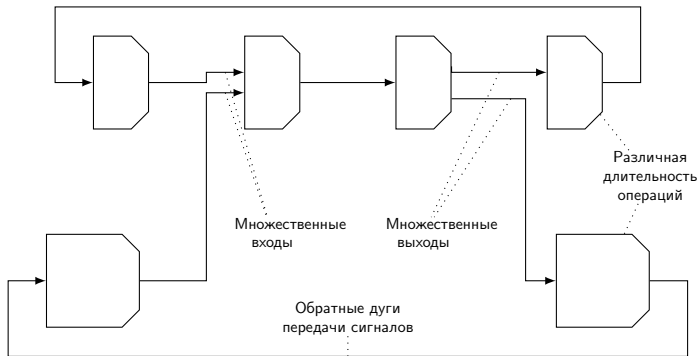 Различная
длительность
операций
Множественные
входы
Множественные
выходы
Обратные дуги
передачи сигналов